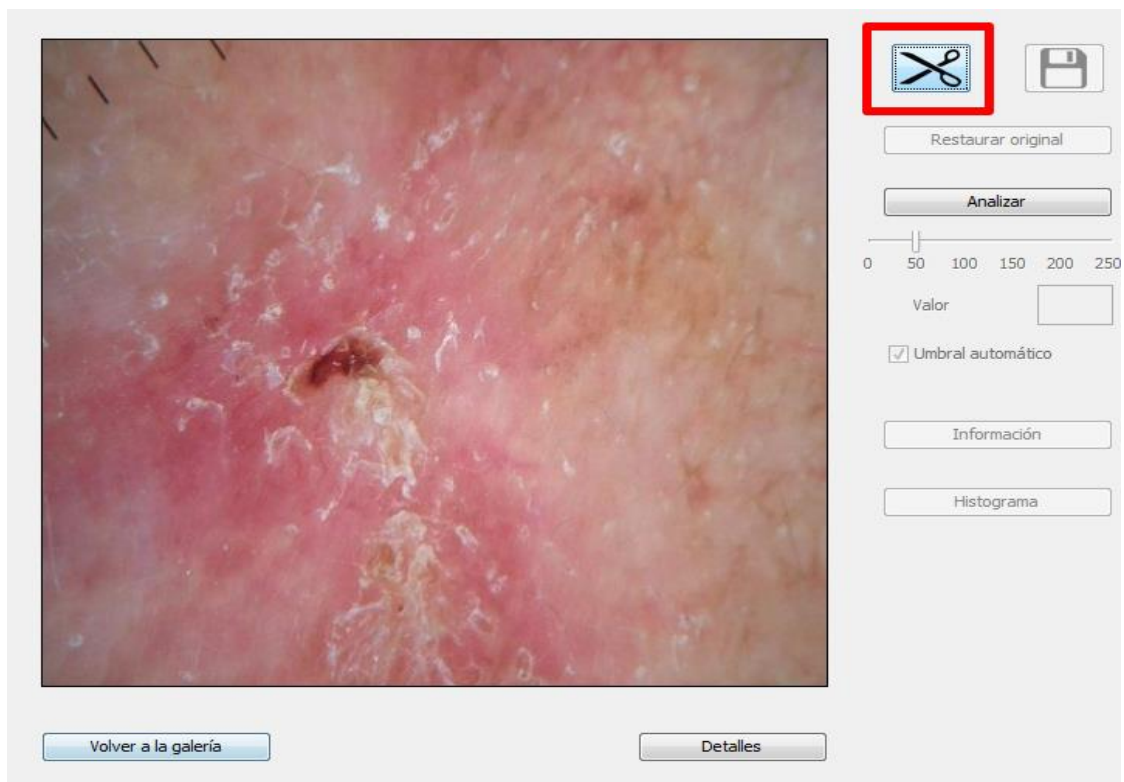 Restaurar original
Analizar
0 50 100 150 200 250
Valor
Umbral automático
Información
Histograma
Volver a la galería
Detalles